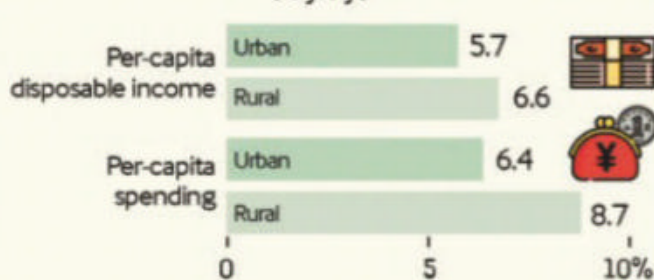 Per-capita
disposable income
Urban
5.7
Rural
6.6
Per-capita
spending
Urban
6.4
Rural
8.7
¥
0
5
10%